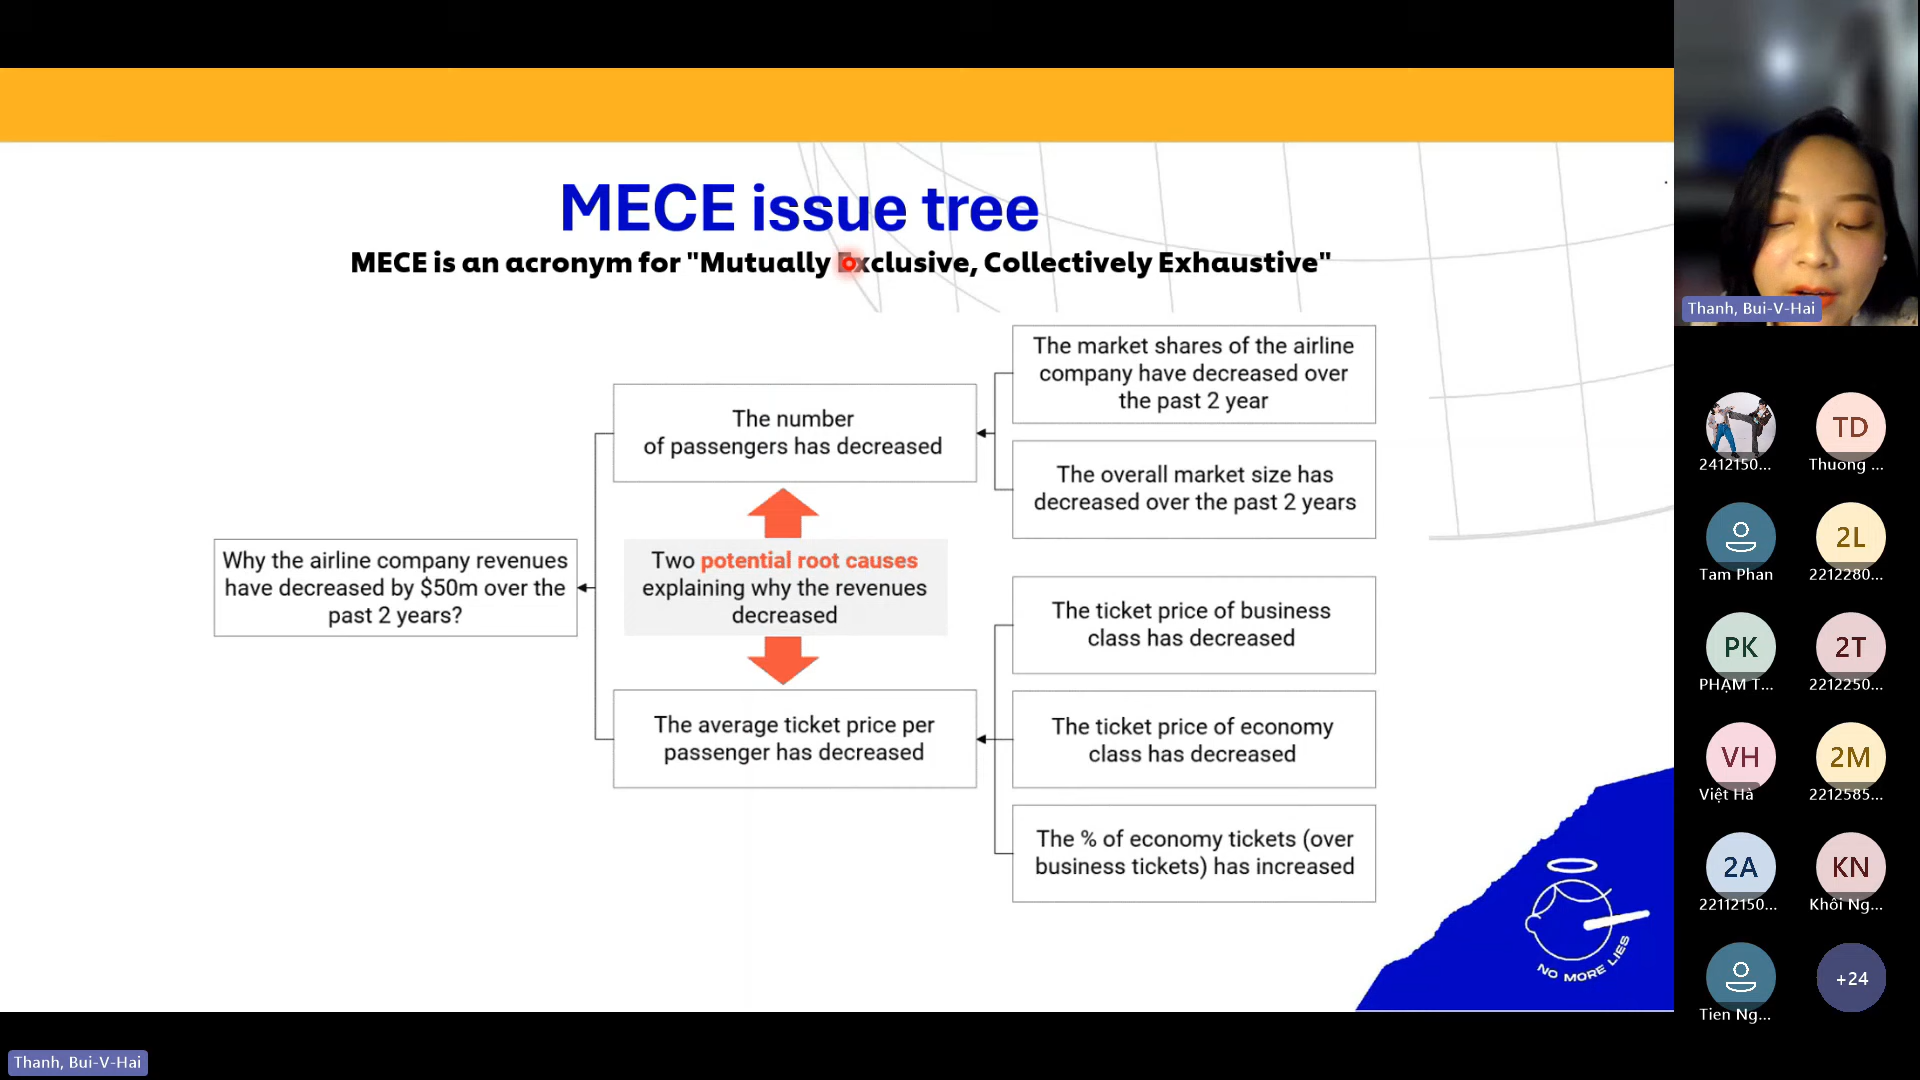 MECE issue tree
MECE is an acronym for "Mutually Exclusive, Collectively Exhaustive"
Why the airline company revenues
have decreased by $50m over the
past 2 years?
The number
of passengers has decreased
Two potential root causes
explaining why the revenues
decreased
The average ticket price per
passenger has decreased
The market shares of the airline
company have decreased over
the past 2 year
The overall market size has
decreased over the past 2 years
The ticket price of business
class has decreased
The ticket price of economy
class has decreased
The % of economy tickets (over
business tickets) has increased
NO MORE LIES
Thanh, Bui-V-Hai
2412150...
TD
Thuong ...
Tam Phan
2L
2212280...
PK
PHẠM T...
2T
2212250...
VH
Việt Hà
2M
2212585...
2A
22112150...
KN
Khôi Ng...
Tien Ng...
+24
Thanh, Bui-V-Hai